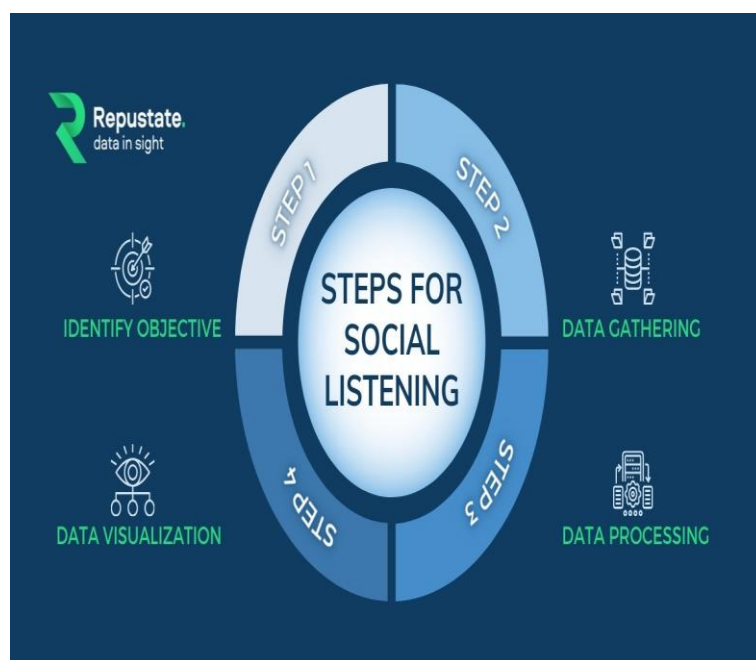 Repustate.
data in sight
STEP 1
STEP 2
IDENTIFY OBJECTIVE
STEPS FOR
SOCIAL
LISTENING
DATA GATHERING
STEP 4
STEP 3
DATA VISUALIZATION
DATA PROCESSING